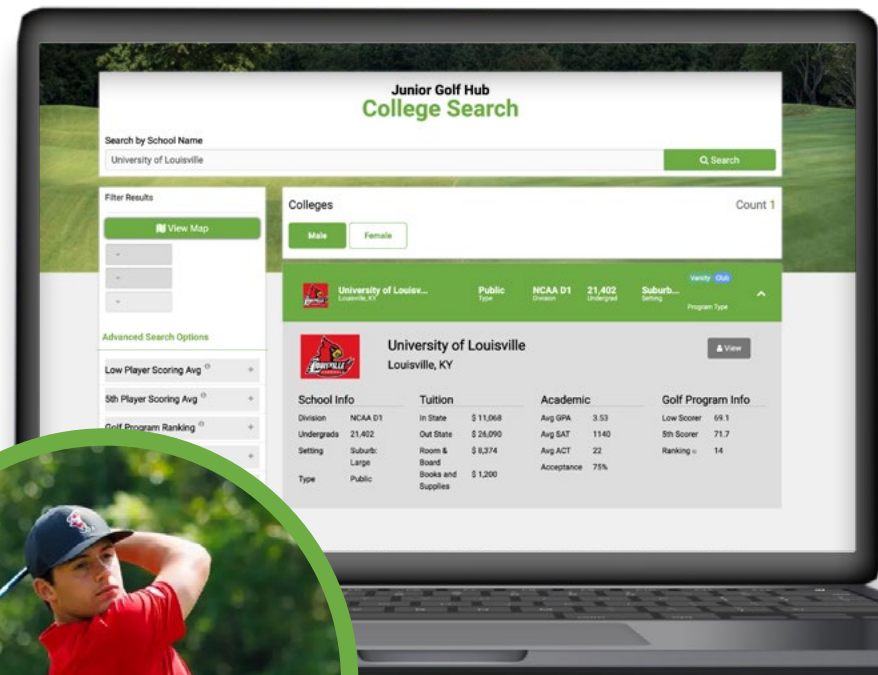 Junior Golf Hub
College Search
Search by School Name
University of Louisville
Search
Filter Results
View Map
-
-
-
Advanced Search Options
Low Player Scoring Avg
+
5th Player Scoring Avg
+
Golf Program Ranking
+
+
Colleges
Count 1
Male
Female
University of Louisv...
Louisville, KY
Public
Type
NCAA D1
Division
21,402
Undergrad
Suburb...
Setting
Varsity Club
Program Type
LOUISVILLE
University of Louisville
Louisville, KY
View
School Info
Division NCAA D1
Undergrads 21,402
Setting Suburb:
Large
Type Public
Tuition
In State $ 11,068
Out State $ 26,090
Room & $ 8,374
Board
Books and $ 1,200
Supplies
Academic
Avg GPA 3.53
Avg SAT 1140
Avg ACT 22
Acceptance 75%
Golf Program Info
Low Scorer 69.1
5th Scorer 71.7
Ranking 14